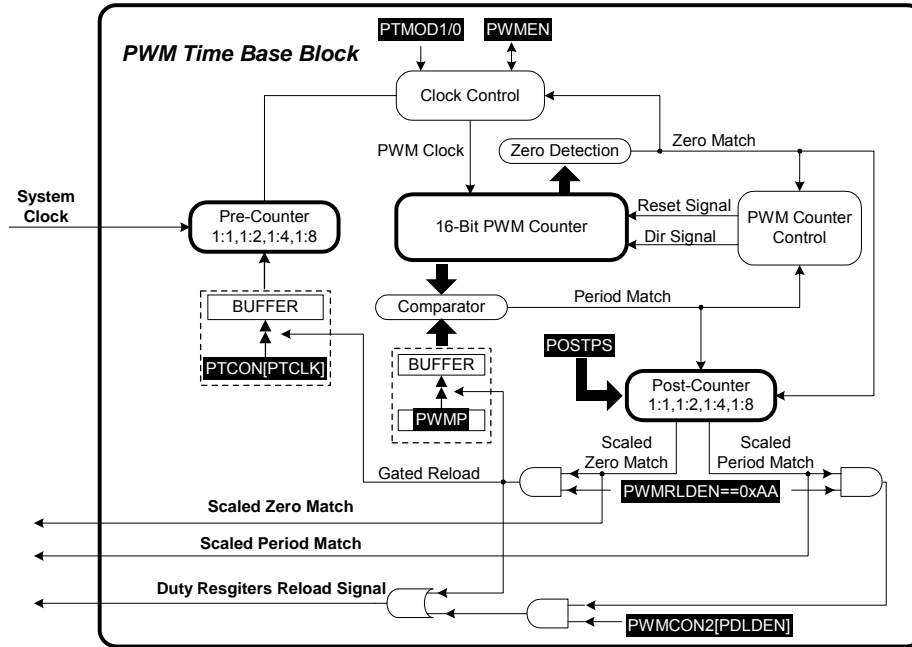 PTMOD1/0
PWMEN
PWM Time Base Block
Clock Control
PWM Clock
Zero Detection
Zero Match
System
Clock
Pre-Counter
1:1,1:2,1:4,1:8
16-Bit PWM Counter
Reset Signal
Dir Signal
PWM Counter
Control
BUFFER
PTCON[PTCLK]
Comparator
Period Match
BUFFER
PWMP
POSTPS
Post-Counter
1:1,1:2,1:4,1:8
Scaled
Zero Match
Scaled
Period Match
Gated Reload
PWMRLDEN==0xAA
Scaled Zero Match
Scaled Period Match
Duty Resgiters Reload Signal
PWMCON2[PDLDEN]